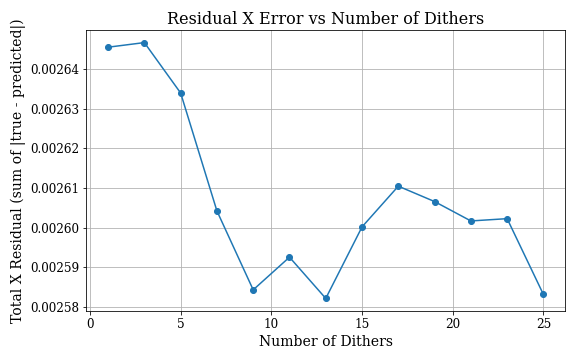 Residual X Error vs Number of Dithers
Total X Residual (sum of |true - predicted|)
0.00264
0.00263
0.00262
0.00261
0.00260
0.00259
0.00258
0 5 10 15 20 25
Number of Dithers